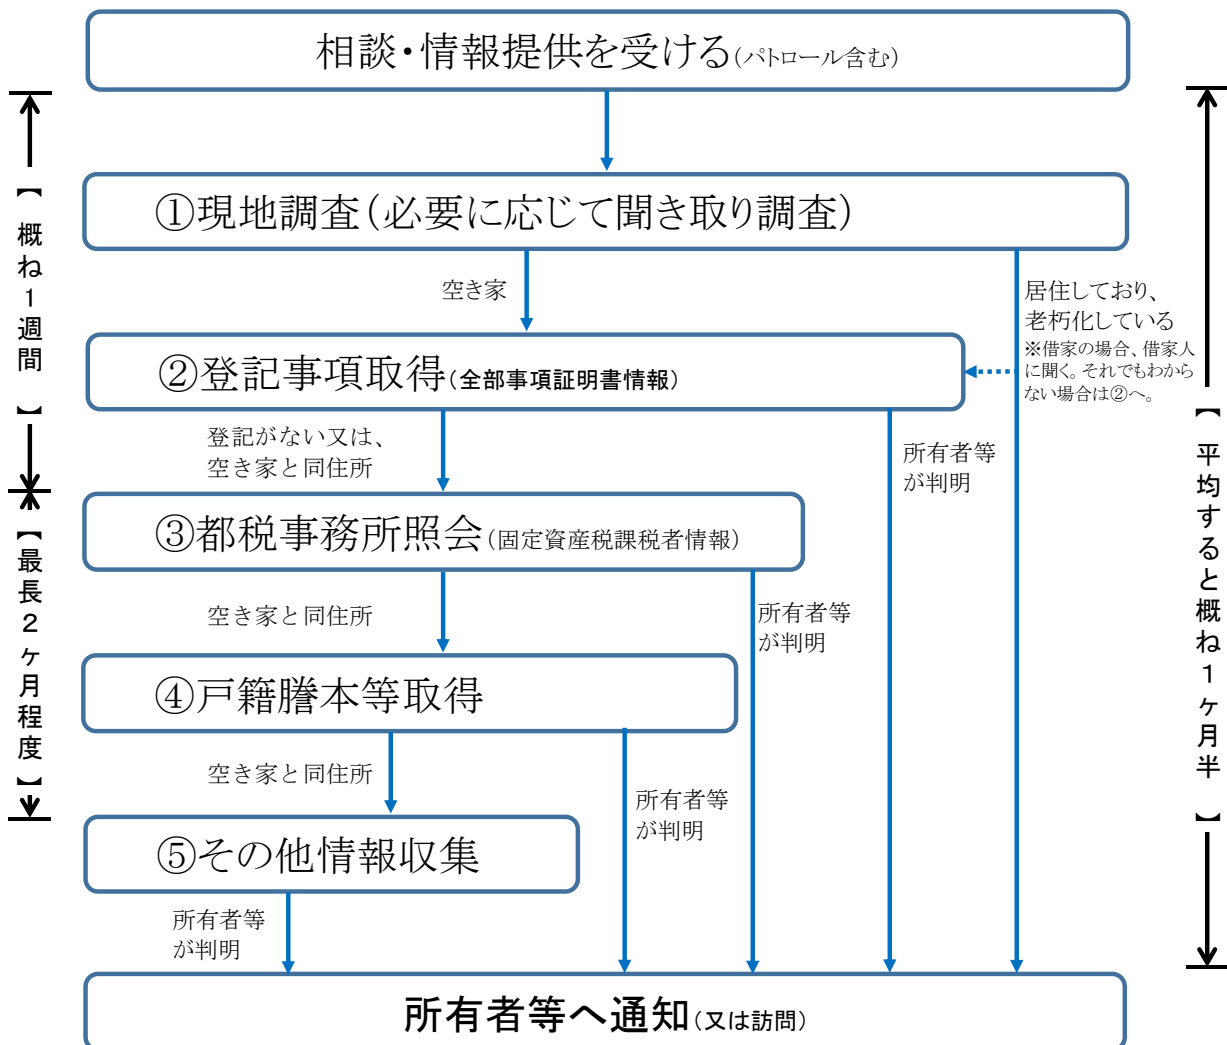 相談・情報提供を受ける(パトロール含む)
①現地調査(必要に応じて聞き取り調査)
空き家
居住しており、
老朽化している
※借家の場合、借家人
に聞く。それでもわから
ない場合は②へ。
②登記事項取得(全部事項証明書情報)
登記がない又は、
空き家と同住所
所有者等
が判明
③都税事務所照会(固定資産税課税者情報)
空き家と同住所
所有者等
が判明
④戸籍謄本等取得
空き家と同住所
所有者等
が判明
⑤その他情報収集
所有者等
が判明
所有者等へ通知(又は訪問)
【概ね1週間】
【最長2ヶ月程度】
【平均すると概ね1ヶ月半】